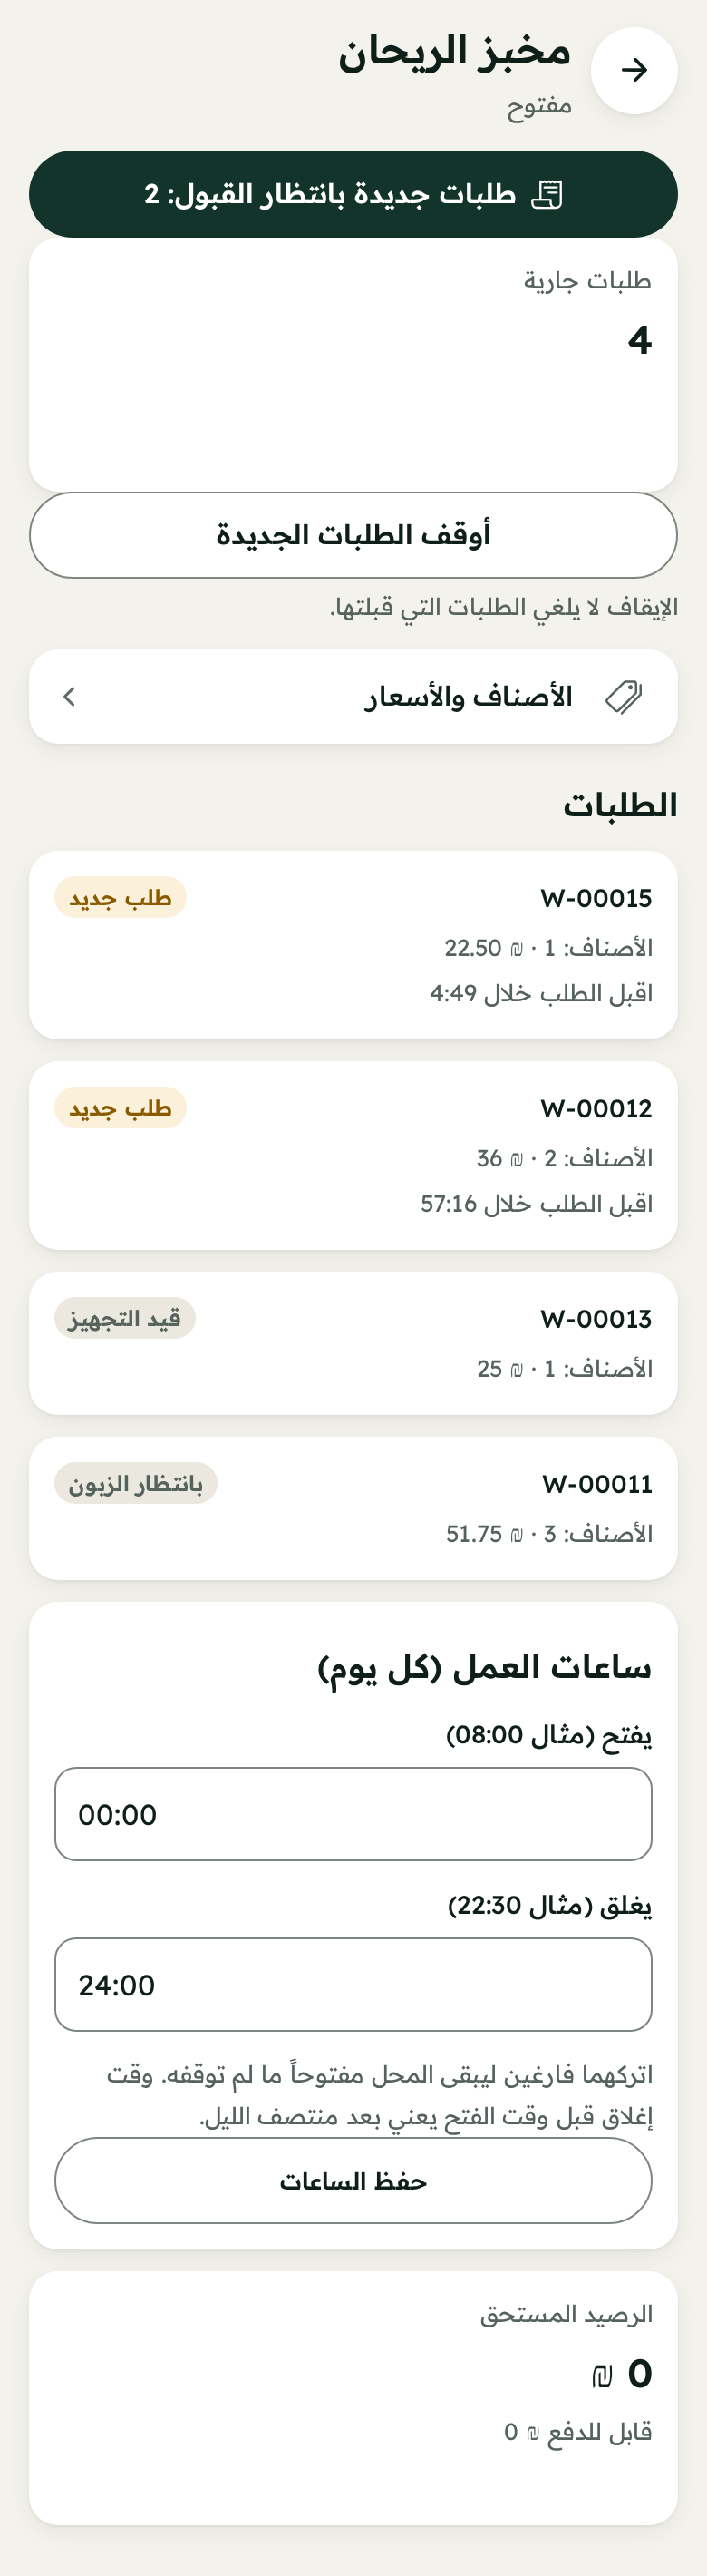 مخبز الريحان
مفتوح
طلبات جديدة بانتظار القبول: 2
طلبات جارية
4
أوقف الطلبات الجديدة
الإيقاف لا يلغي الطلبات التي قبلتها.
الأصناف والأسعار
الطلبات
W-00015
طلب جديد
الأصناف: 1 · ₪ 22.50
اقبل الطلب خلال 4:49
W-00012
طلب جديد
الأصناف: 2 · ₪ 36
اقبل الطلب خلال 57:16
W-00013
قيد التجهيز
الأصناف: 1 · ₪ 25
W-00011
بانتظار الزبون
الأصناف: 3 · ₪ 51.75
ساعات العمل (كل يوم)
يفتح (مثال 08:00)
00:00
يغلق (مثال 22:30)
24:00
اتركهما فارغين ليبقى المحل مفتوحاً ما لم توقفه. وقت
إغلاق قبل وقت الفتح يعني بعد منتصف الليل.
حفظ الساعات
الرصيد المستحق
0 ₪
قابل للدفع ₪ 0